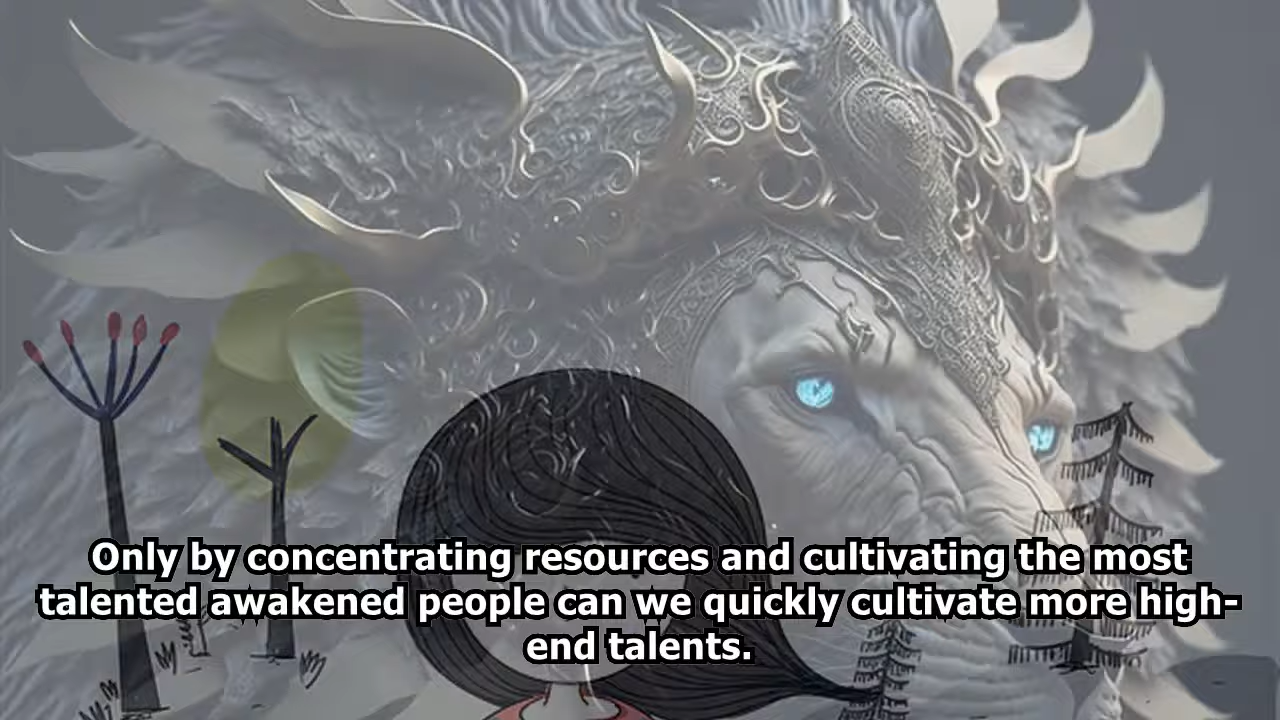 Only by concentrating resources and cultivating the most
talented awakened people can we quickly cultivate more high-
end talents.